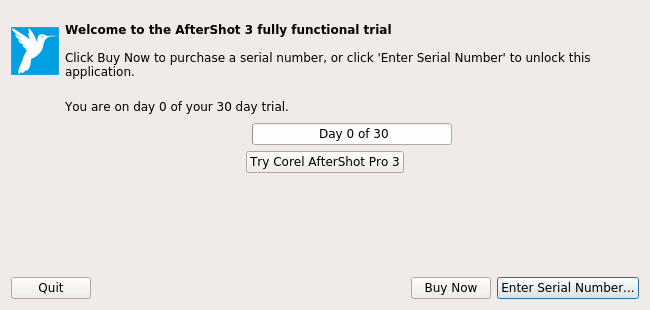 Welcome to the AfterShot 3 fully functional trial
Click Buy Now to purchase a serial number, or click 'Enter Serial Number' to unlock this
application.
You are on day 0 of your 30 day trial.
Day 0 of 30
Try Corel AfterShot Pro 3
Quit
Buy Now
Enter Serial Number...